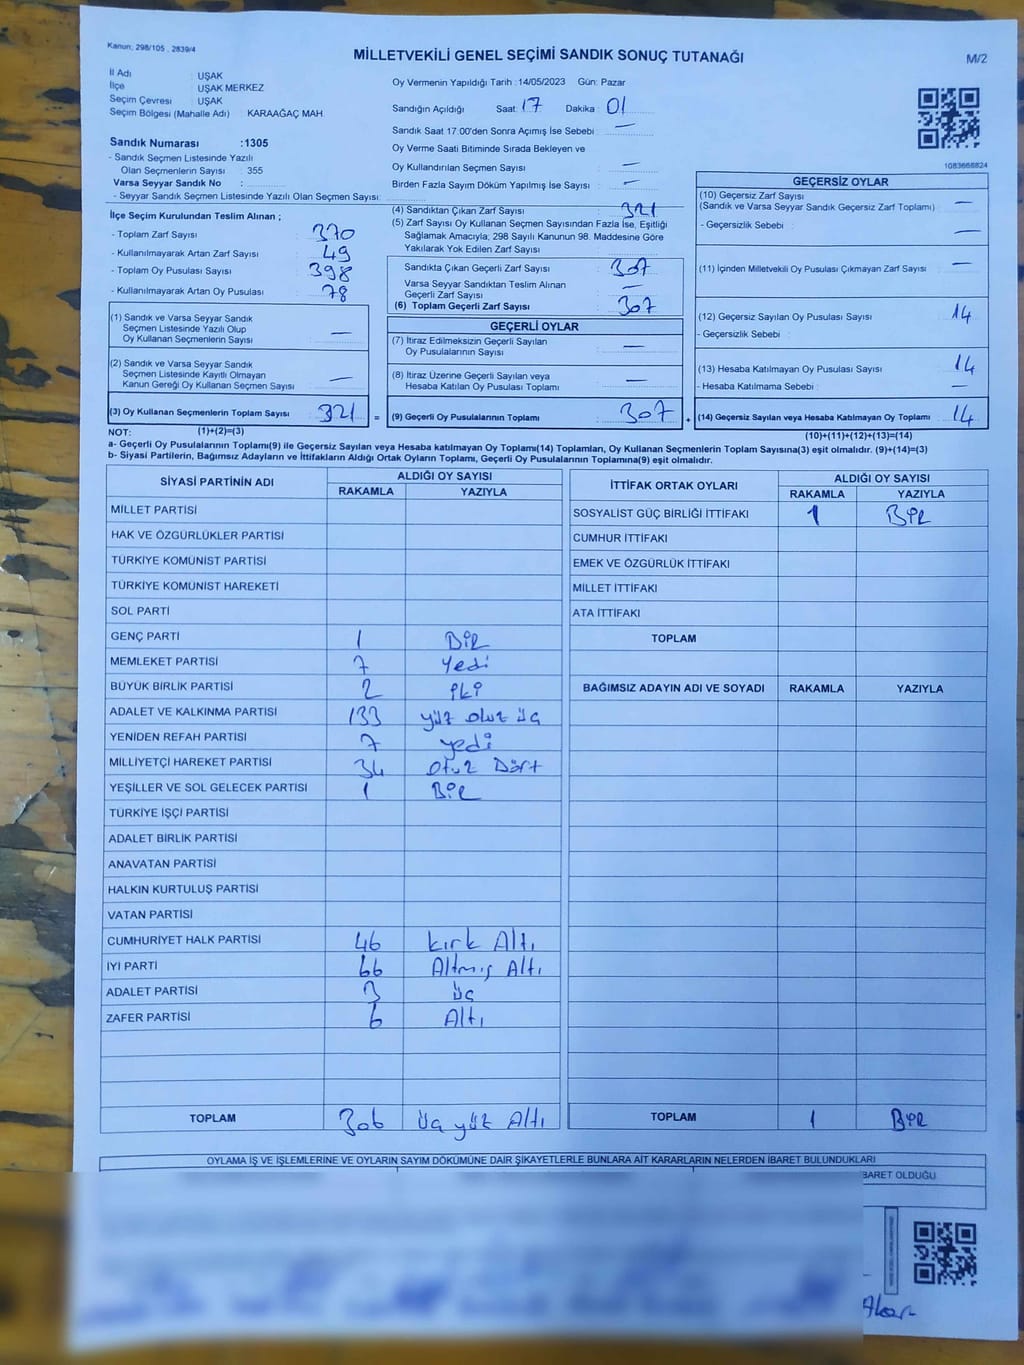 Kanun: 298/105 , 2839/4
MİLLETVEKİLİ GENEL SEÇİMİ SANDIK SONUÇ TUTANAĞI
M/2
İl Adı : UŞAK
İlçe : UŞAK MERKEZ
Seçim Çevresi : UŞAK
Seçim Bölgesi (Mahalle Adı) : KARAAĞAÇ MAH.
Sandık Numarası :1305
- Sandık Seçmen Listesinde Yazılı
Olan Seçmenlerin Sayısı : 355
Varsa Seyyar Sandık No :
- Seyyar Sandık Seçmen Listesinde Yazılı Olan Seçmen Sayısı:
Oy Vermenin Yapıldığı Tarih :14/05/2023 Gün: Pazar
Sandığın Açıldığı Saat: 17 Dakika : 01
Sandık Saat 17.00'den Sonra Açımış İse Sebebi : —
Oy Verme Saati Bitiminde Sırada Bekleyen ve
Oy Kullandırılan Seçmen Sayısı : —
Birden Fazla Sayım Döküm Yapılmış İse Sayısı : —
1083668824
İlçe Seçim Kurulundan Teslim Alınan ;
- Toplam Zarf Sayısı : 370
- Kullanılmayarak Artan Zarf Sayısı : 49
- Toplam Oy Pusulası Sayısı : 398
- Kullanılmayarak Artan Oy Pusulası : 78
(4) Sandıktan Çıkan Zarf Sayısı : 321
(5) Zarf Sayısı Oy Kullanan Seçmen Sayısından Fazla İse, Eşitliği
Sağlamak Amacıyla; 298 Sayılı Kanunun 98. Maddesine Göre
Yakılarak Yok Edilen Zarf Sayısı :
Sandıkta Çıkan Geçerli Zarf Sayısı : 307
Varsa Seyyar Sandıktan Teslim Alınan
Geçerli Zarf Sayısı : —
(6) Toplam Geçerli Zarf Sayısı : 307
GEÇERSİZ OYLAR
(10) Geçersiz Zarf Sayısı
(Sandık ve Varsa Seyyar Sandık Geçersiz Zarf Toplamı) : —
- Geçersizlik Sebebi : —
(11) İçinden Milletvekili Oy Pusulası Çıkmayan Zarf Sayısı : —
(12) Geçersiz Sayılan Oy Pusulası Sayısı : 14
- Geçersizlik Sebebi :
(13) Hesaba Katılmayan Oy Pusulası Sayısı : 14
- Hesaba Katılmama Sebebi : —
(14) Geçersiz Sayılan veya Hesaba Katılmayan Oy Toplamı : 14
(10)+(11)+(12)+(13)=(14)
(1) Sandık ve Varsa Seyyar Sandık
Seçmen Listesinde Yazılı Olup
Oy Kullanan Seçmenlerin Sayısı : —
(2) Sandık ve Varsa Seyyar Sandık
Seçmen Listesinde Kayıtlı Olmayan
Kanun Gereği Oy Kullanan Seçmen Sayısı : —
(3) Oy Kullanan Seçmenlerin Toplam Sayısı : 321 =
(1)+(2)=(3)
GEÇERLİ OYLAR
(7) İtiraz Edilmeksizin Geçerli Sayılan
Oy Pusulalarının Sayısı : —
(8) İtiraz Üzerine Geçerli Sayılan veya
Hesaba Katılan Oy Pusulası Toplamı : —
(9) Geçerli Oy Pusulalarının Toplamı : 307 +
NOT:
a- Geçerli Oy Pusulalarının Toplamı(9) ile Geçersiz Sayılan veya Hesaba katılmayan Oy Toplamı(14) Toplamları, Oy Kullanan Seçmenlerin Toplam Sayısına(3) eşit olmalıdır. (9)+(14)=(3)
b- Siyasi Partilerin, Bağımsız Adayların ve İttifakların Aldığı Ortak Oyların Toplamı, Geçerli Oy Pusulalarının Toplamına(9) eşit olmalıdır.
SİYASİ PARTİNİN ADI ALDIĞI OY SAYISI
RAKAMLA YAZIYLA
MİLLET PARTİSİ
HAK VE ÖZGÜRLÜKLER PARTİSİ
TÜRKİYE KOMÜNİST PARTİSİ
TÜRKİYE KOMÜNİST HAREKETİ
SOL PARTİ
GENÇ PARTİ 1 BİR
MEMLEKET PARTİSİ 7 Yedi
BÜYÜK BİRLİK PARTİSİ 2 İki
ADALET VE KALKINMA PARTİSİ 133 yüz otuz üç
YENİDEN REFAH PARTİSİ 7 yedi
MİLLİYETÇİ HAREKET PARTİSİ 34 otuz Dört
YEŞİLLER VE SOL GELECEK PARTİSİ 1 BİR
TÜRKİYE İŞÇİ PARTİSİ
ADALET BİRLİK PARTİSİ
ANAVATAN PARTİSİ
HALKIN KURTULUŞ PARTİSİ
VATAN PARTİSİ
CUMHURİYET HALK PARTİSİ 46 kırk Altı
İYİ PARTİ 66 Altmış Altı
ADALET PARTİSİ 3 üç
ZAFER PARTİSİ 6 Altı
TOPLAM 306 üç yüz Altı
İTTİFAK ORTAK OYLARI ALDIĞI OY SAYISI
RAKAMLA YAZIYLA
SOSYALİST GÜÇ BİRLİĞİ İTTİFAKI 1 BİR
CUMHUR İTTİFAKI
EMEK VE ÖZGÜRLÜK İTTİFAKI
MİLLET İTTİFAKI
ATA İTTİFAKI
TOPLAM
BAĞIMSIZ ADAYIN ADI VE SOYADI RAKAMLA YAZIYLA
TOPLAM 1 BİR
OYLAMA İŞ VE İŞLEMLERİNE VE OYLARIN SAYIM DÖKÜMÜNE DAİR ŞİKAYETLERLE BUNLARA AİT KARARLARIN NELERDEN İBARET BULUNDUKLARI
BARET OLDUĞU